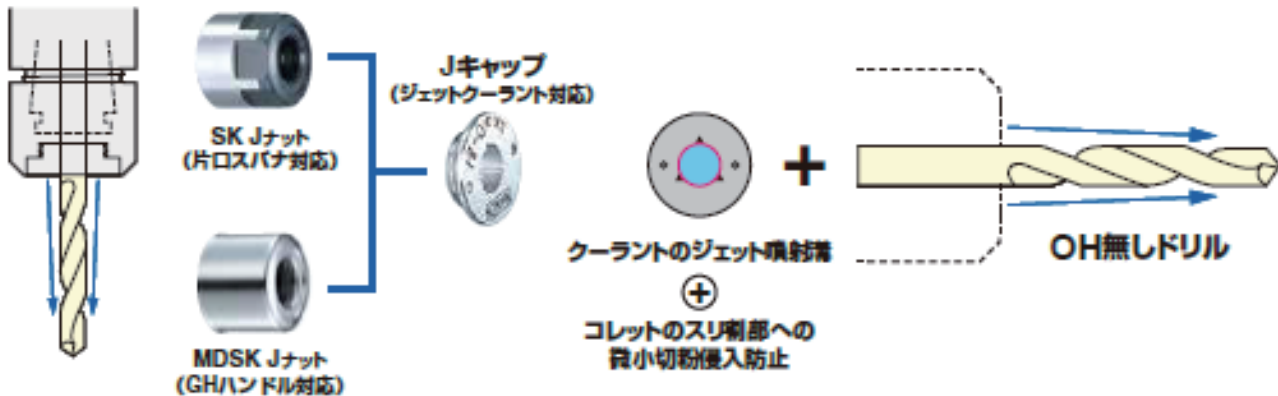 SK Jナット
(片口スパナ対応)
MDSK Jナット
(GHハンドル対応)
Jキャップ
(ジェットクーラント対応)
クーラントのジェット噴射溝
+
コレットのスリ割部への
微小切粉侵入防止
+
OH無しドリル